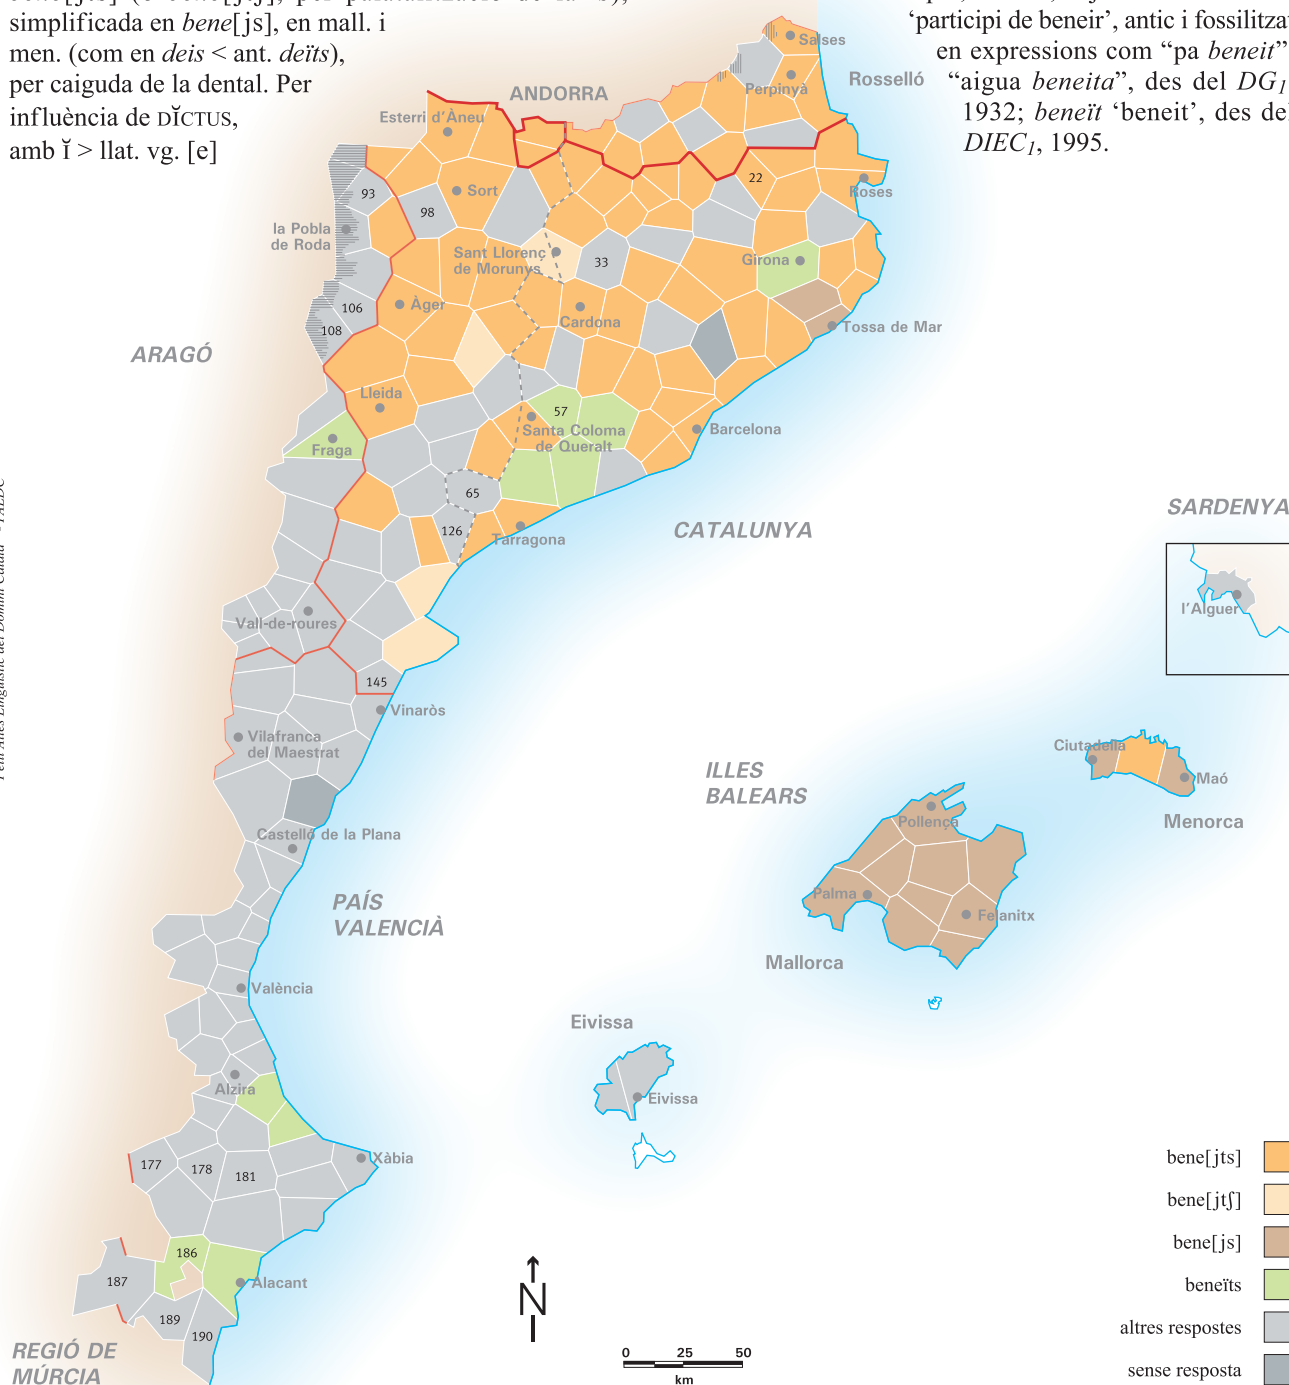 simplificada en bene[js], en mall. i
men. (com en deis < ant. deïts),
per caiguda de la dental. Per
influència de DĬCTUS,
amb ĭ > llat. vg. [e]
‘participi de beneir’, antic i fossilitzat
en expressions com “pa beneit”
“aigua beneita”, des del DG1
1932; beneït ‘beneit’, des del
DIEC1, 1995.
Salses
Rosselló
Perpinyà
ANDORRA
Esterri d’Àneu
22
Roses
93
Sort
98
la Pobla
de Roda
Sant Llorenç
de Morunys
33
Girona
106
Àger
108
Cardona
Tossa de Mar
ARAGÓ
Lleida
57
Santa Coloma
de Queralt
Barcelona
Fraga
65
126
Tarragona
CATALUNYA
SARDENYA
l’Alguer
Vall-de-roures
145
Vinaròs
Vilafranca
del Maestrat
Ciutadella
Maó
Menorca
ILLES
BALEARS
Pollença
Castelló de la Plana
Palma
Felanitx
Mallorca
PAÍS
VALENCIÀ
València
Eivissa
Eivissa
Alzira
177
178
181
Xàbia
186
187
Alacant
189
190
REGIÓ DE
MÚRCIA
N
0 25 50
km
bene[jts]
bene[jtʃ]
bene[js]
beneïts
altres respostes
sense resposta